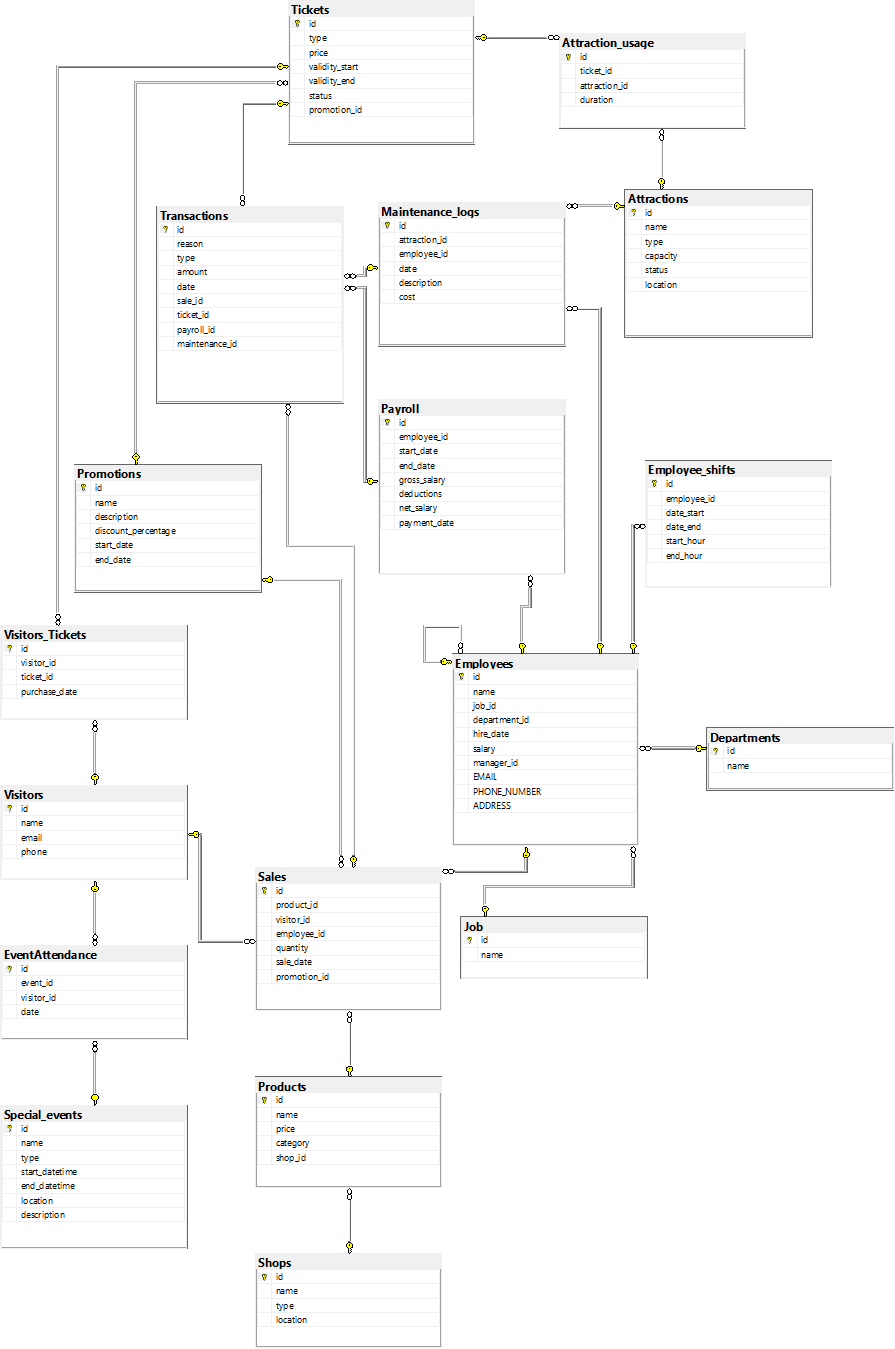 Tickets
id
type
price
validity_start
validity_end
status
promotion_id
Attraction_usage
id
ticket_id
attraction_id
duration
Transactions
id
reason
type
amount
date
sale_id
ticket_id
payroll_id
maintenance_id
Maintenance_logs
id
attraction_id
employee_id
date
description
cost
Attractions
id
name
type
capacity
status
location
Payroll
id
employee_id
start_date
end_date
gross_salary
deductions
net_salary
payment_date
Promotions
id
name
description
discount_percentage
start_date
end_date
Employee_shifts
id
employee_id
date_start
date_end
start_hour
end_hour
Visitors_Tickets
id
visitor_id
ticket_id
purchase_date
Employees
id
name
job_id
department_id
hire_date
salary
manager_id
EMAIL
PHONE_NUMBER
ADDRESS
Departments
id
name
Visitors
id
name
email
phone
Sales
id
product_id
visitor_id
employee_id
quantity
sale_date
promotion_id
Job
id
name
EventAttendance
id
event_id
visitor_id
date
Products
id
name
price
category
shop_id
Special_events
id
name
type
start_datetime
end_datetime
location
description
Shops
id
name
type
location